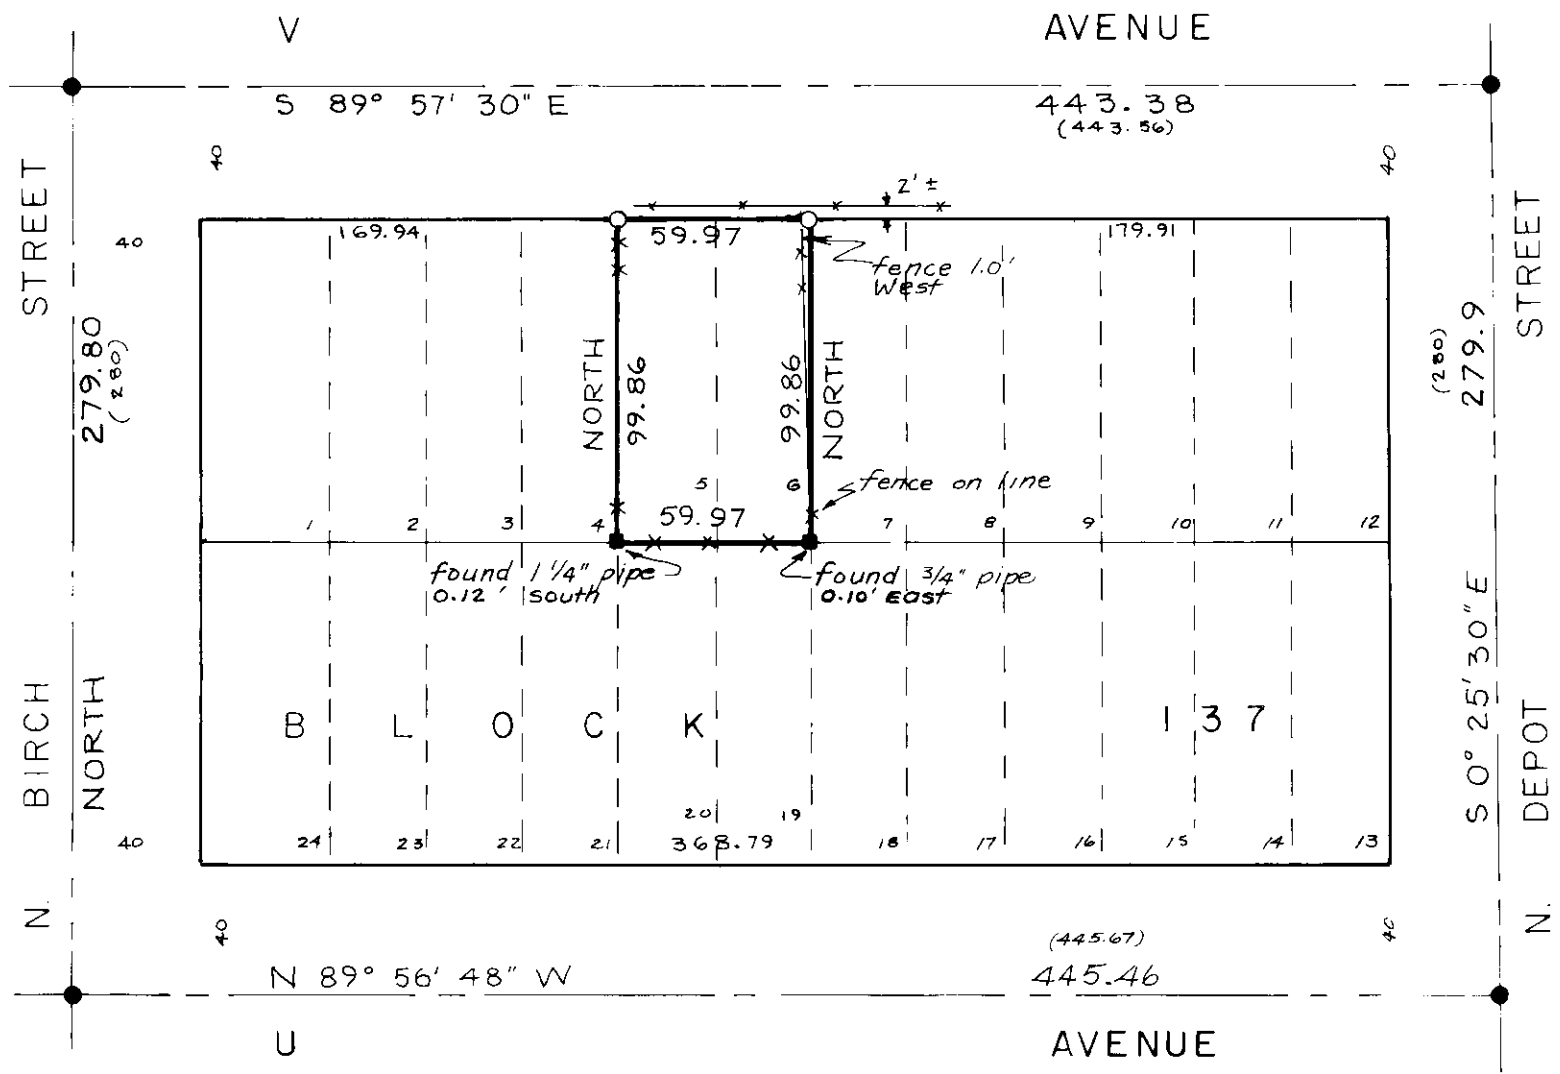 V AVENUE
S 89° 57' 30" E 443.38
(443.56)
40 40
2' ±
STREET
STREET
40
169.94 59.97 179.91
fence 1.0'
West
279.80
(280)
(280)
279.9
NORTH
99.86
99.86
NORTH
5 6
fence on line
1 2 3 4 59.97 7 8 9 10 11 12
found 1 1/4" pipe
0.12' South
found 3/4" pipe
0.10' East
S 0° 25' 30" E
BIRCH
NORTH
B L O C K 137
DEPOT
20 19
40
24 23 22 21 368.79 18 17 16 15 14 13
N.
N.
40 40
(445.67)
N 89° 56' 48" W 445.46
U AVENUE